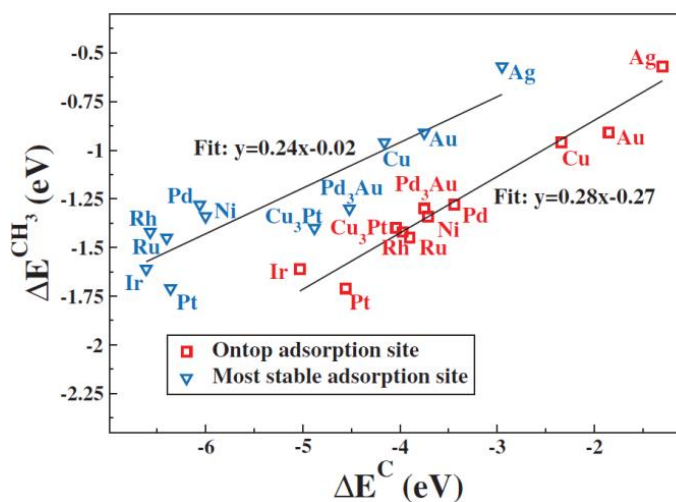 -0.5
-0.75
-1
-1.25
-1.5
-1.75
-2
-2.25
ΔE^CH₃ (eV)
Ag
Ag
Au
Au
Fit: y=0.24x-0.02
Cu
Cu
Pd
Pd₃Au
Pd₃Au
Fit: y=0.28x-0.27
Rh
Ni
Cu₃Pt
Cu₃Pt
Pd
Ni
Ru
Rh
Ru
Ir
Ir
Pt
Pt
Ontop adsorption site
Most stable adsorption site
-6
-5
-4
-3
-2
ΔE^C (eV)